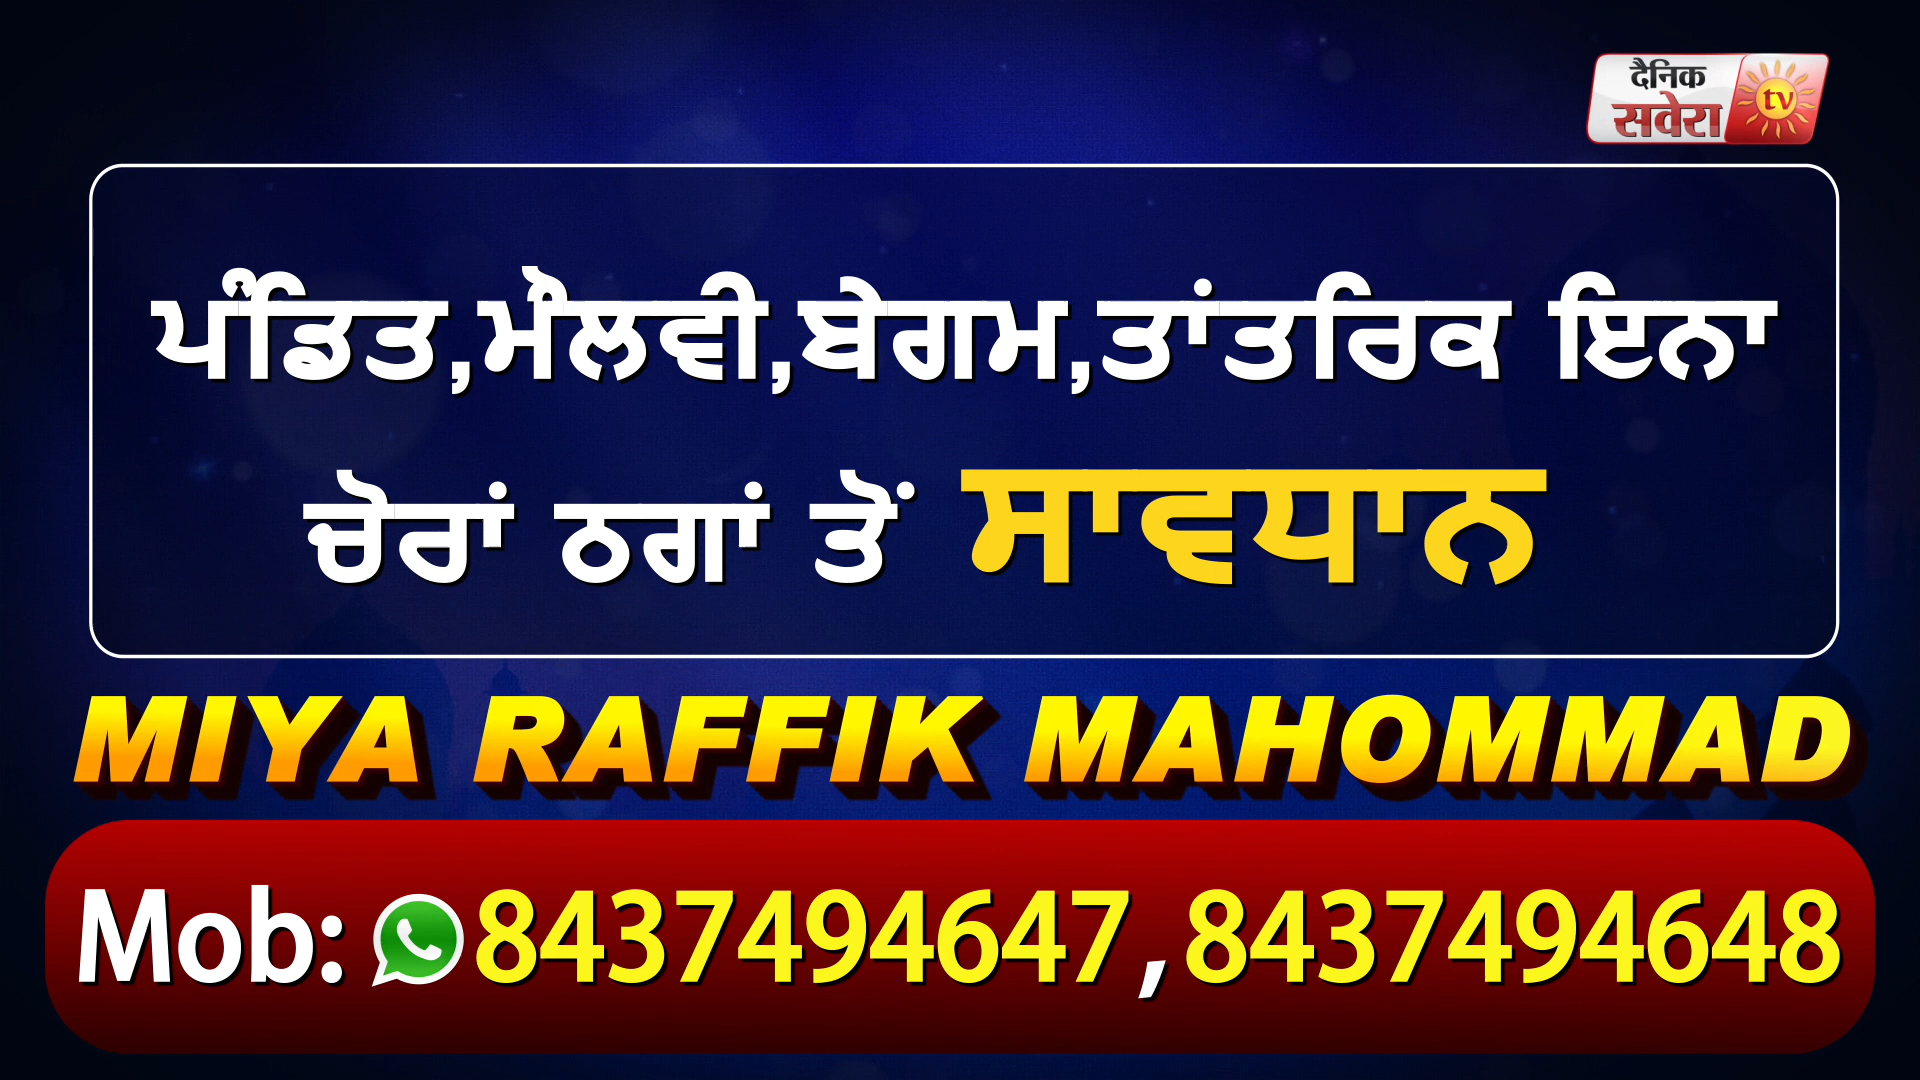 दैनिक
सवेरा tv
ਪੰਡਿਤ,ਮੌਲਵੀ,ਬੇਗਮ,ਤਾਂਤਰਿਕ ਇਨਾ
ਚੋਰਾਂ ਠਗਾਂ ਤੋਂ ਸਾਵਧਾਨ
MIYA RAFFIK MAHOMMAD
Mob: 8437494647, 8437494648